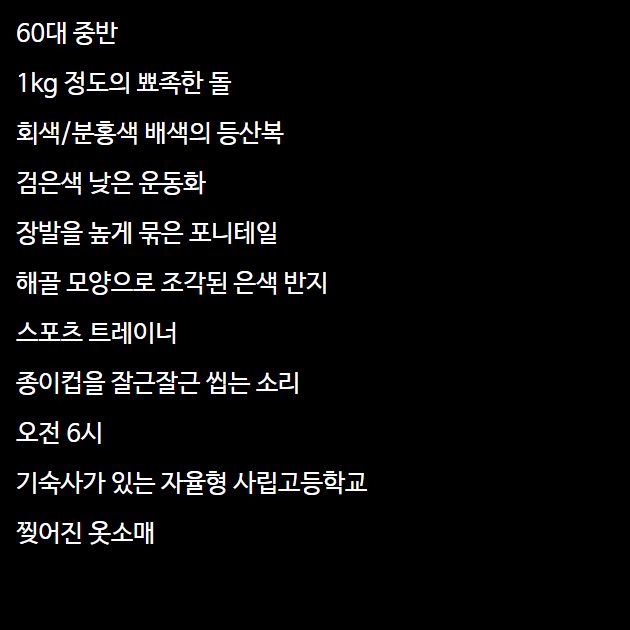 60대 중반
1kg 정도의 뾰족한 돌
회색/분홍색 배색의 등산복
검은색 낮은 운동화
장발을 높게 묶은 포니테일
해골 모양으로 조각된 은색 반지
스포츠 트레이너
종이컵을 잘근잘근 씹는 소리
오전 6시
기숙사가 있는 자율형 사립고등학교
찢어진 옷소매